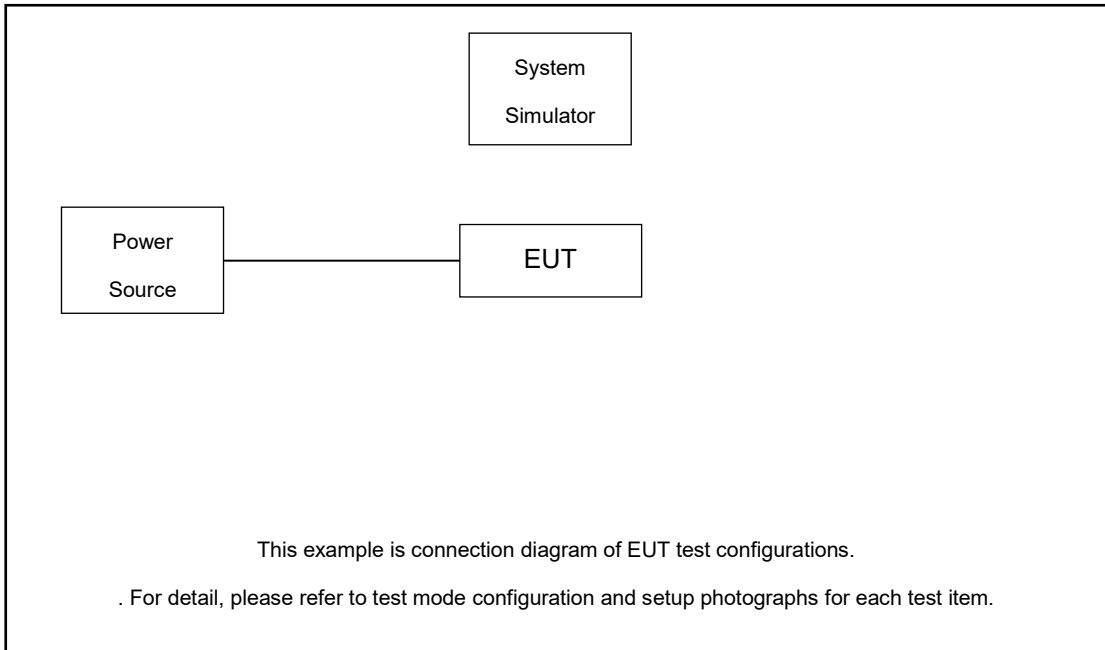 System
Simulator
Power
Source
EUT
This example is connection diagram of EUT test configurations.
. For detail, please refer to test mode configuration and setup photographs for each test item.